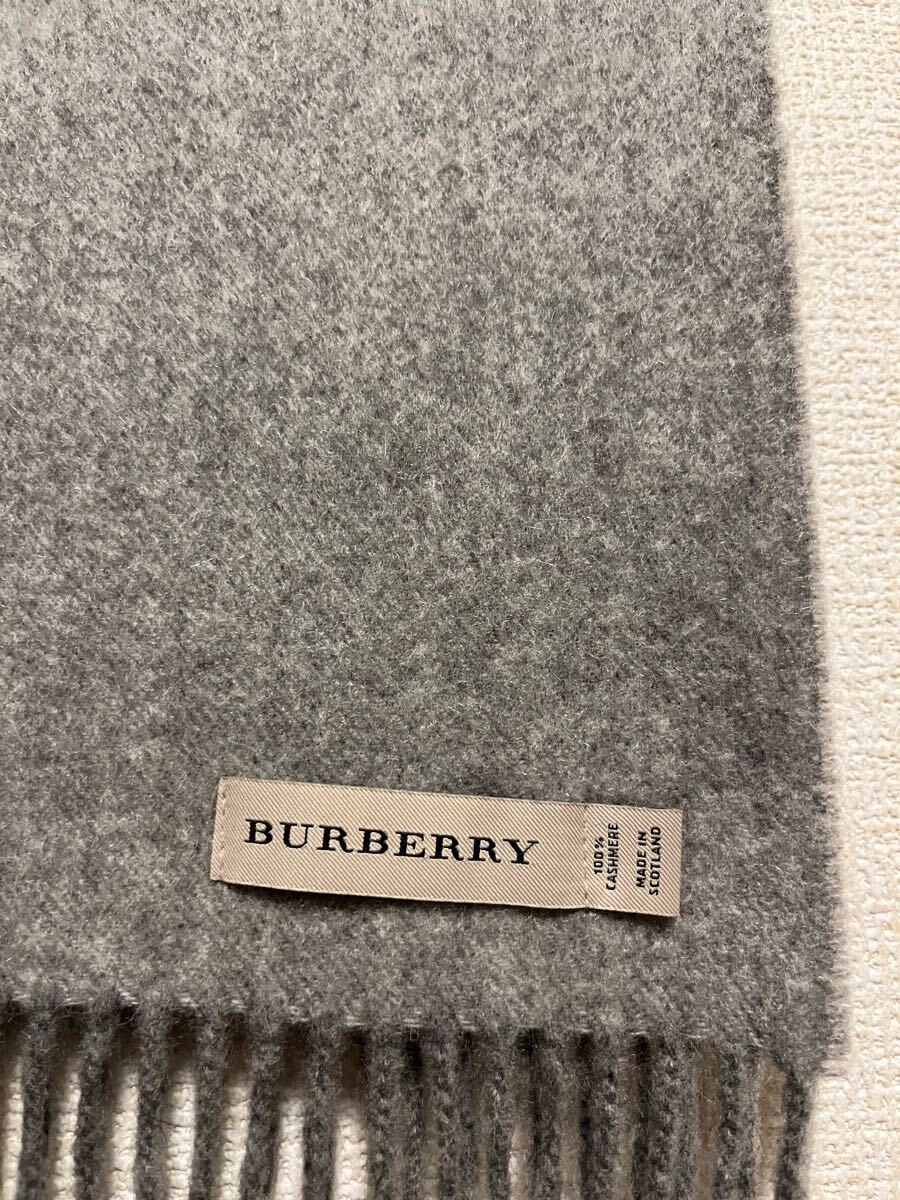 BURBERRY
100%
CASHMERE
MADE IN
SCOTLAND